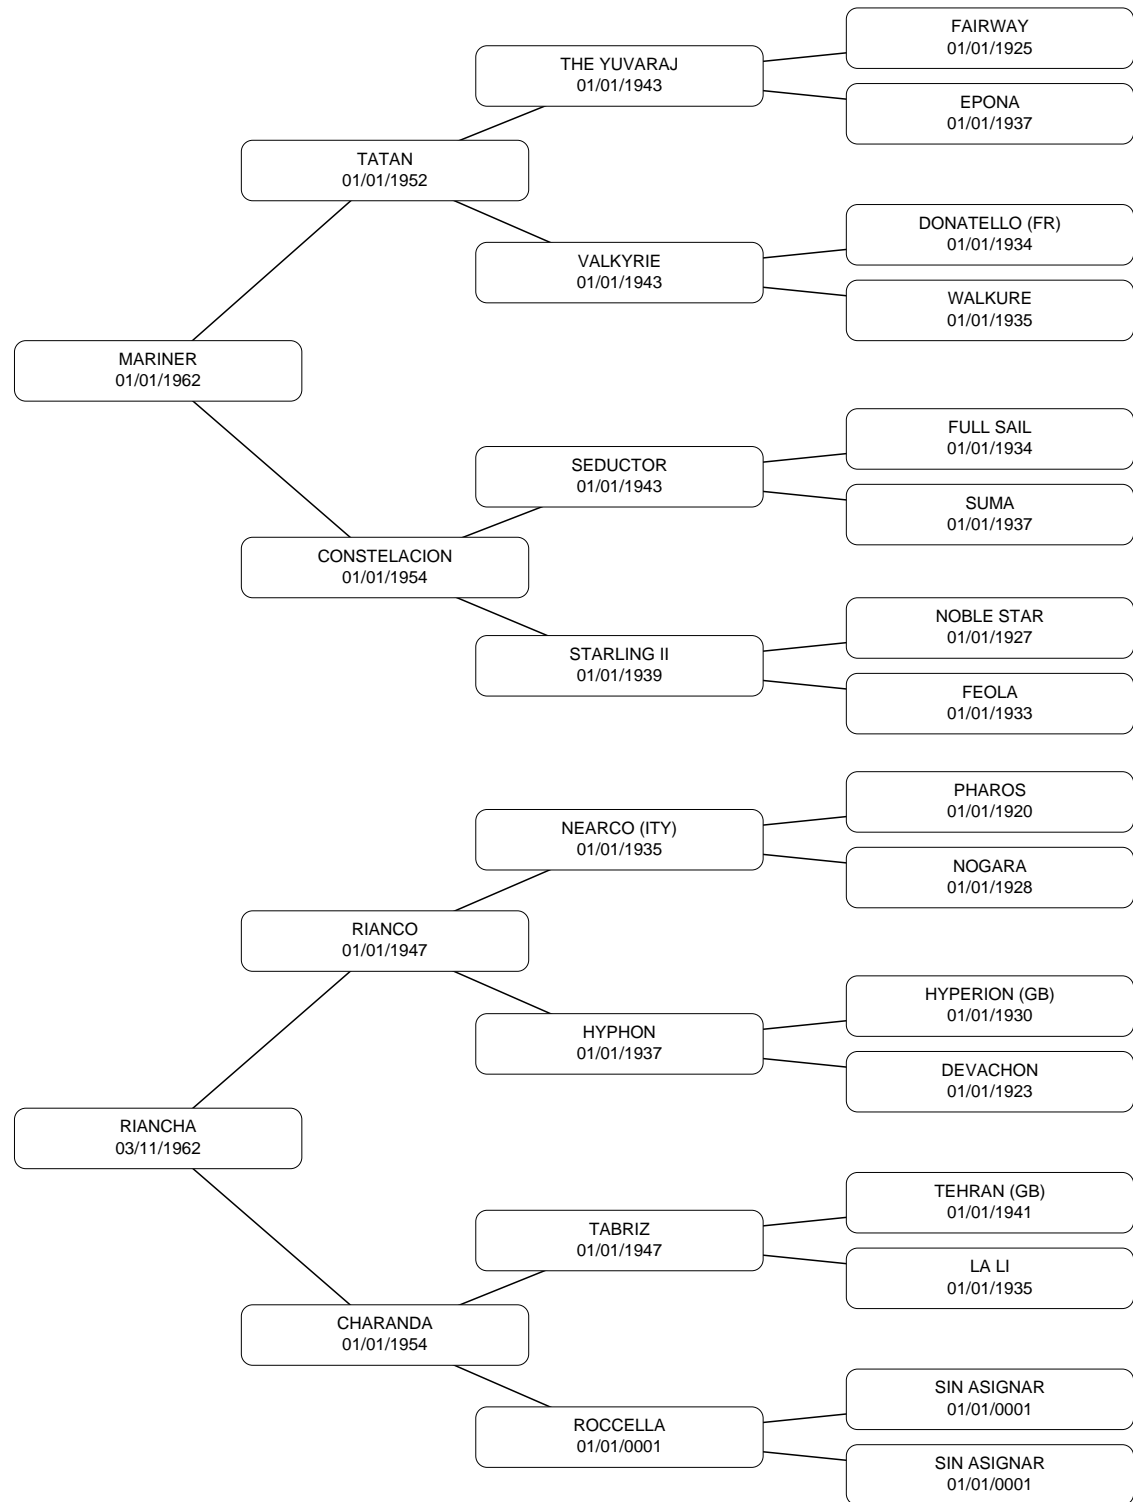 FAIRWAY
01/01/1925
THE YUVARAJ
01/01/1943
EPONA
01/01/1937
TATAN
01/01/1952
DONATELLO (FR)
01/01/1934
VALKYRIE
01/01/1943
WALKURE
01/01/1935
MARINER
01/01/1962
FULL SAIL
01/01/1934
SEDUCTOR
01/01/1943
SUMA
01/01/1937
CONSTELACION
01/01/1954
NOBLE STAR
01/01/1927
STARLING II
01/01/1939
FEOLA
01/01/1933
PHAROS
01/01/1920
NEARCO (ITY)
01/01/1935
NOGARA
01/01/1928
RIANCO
01/01/1947
HYPERION (GB)
01/01/1930
HYPHON
01/01/1937
DEVACHON
01/01/1923
RIANCHA
03/11/1962
TEHRAN (GB)
01/01/1941
TABRIZ
01/01/1947
LA LI
01/01/1935
CHARANDA
01/01/1954
SIN ASIGNAR
01/01/0001
ROCCELLA
01/01/0001
SIN ASIGNAR
01/01/0001